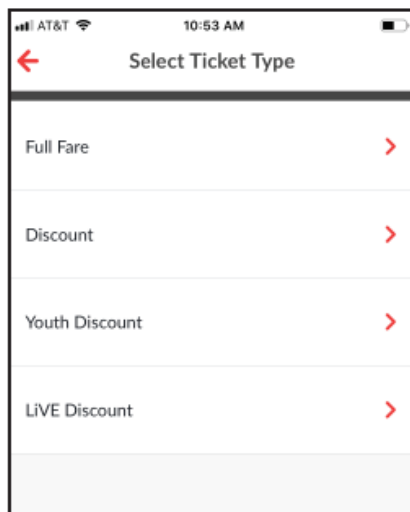 AT&T 10:53 AM
Select Ticket Type
Full Fare
Discount
Youth Discount
LiVE Discount